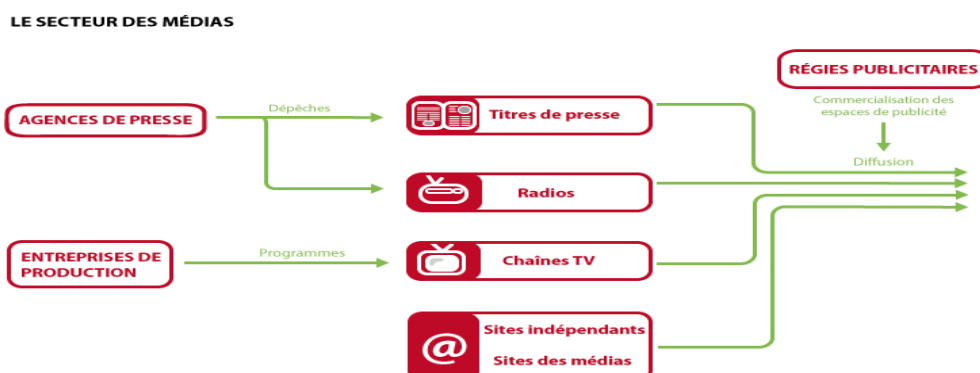 LE SECTEUR DES MÉDIAS
RÉGIES PUBLICITAIRES
Commercialisation des
espaces de publicité
Diffusion
AGENCES DE PRESSE
Dépêches
Titres de presse
Radios
ENTREPRISES DE
PRODUCTION
Programmes
Chaînes TV
@
Sites indépendants
Sites des médias